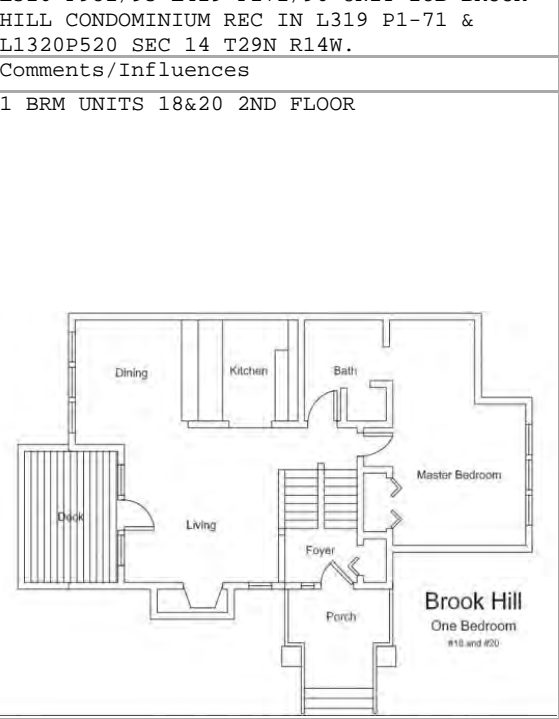 HILL CONDOMINIUM REC IN L319 P1-71 &
L1320P520 SEC 14 T29N R14W.
Comments/Influences
1 BRM UNITS 18&20 2ND FLOOR
Dining
Kitchen
Bath
Master Bedroom
Deck
Living
Foyer
Porch
Brook Hill
One Bedroom
#18 and #20